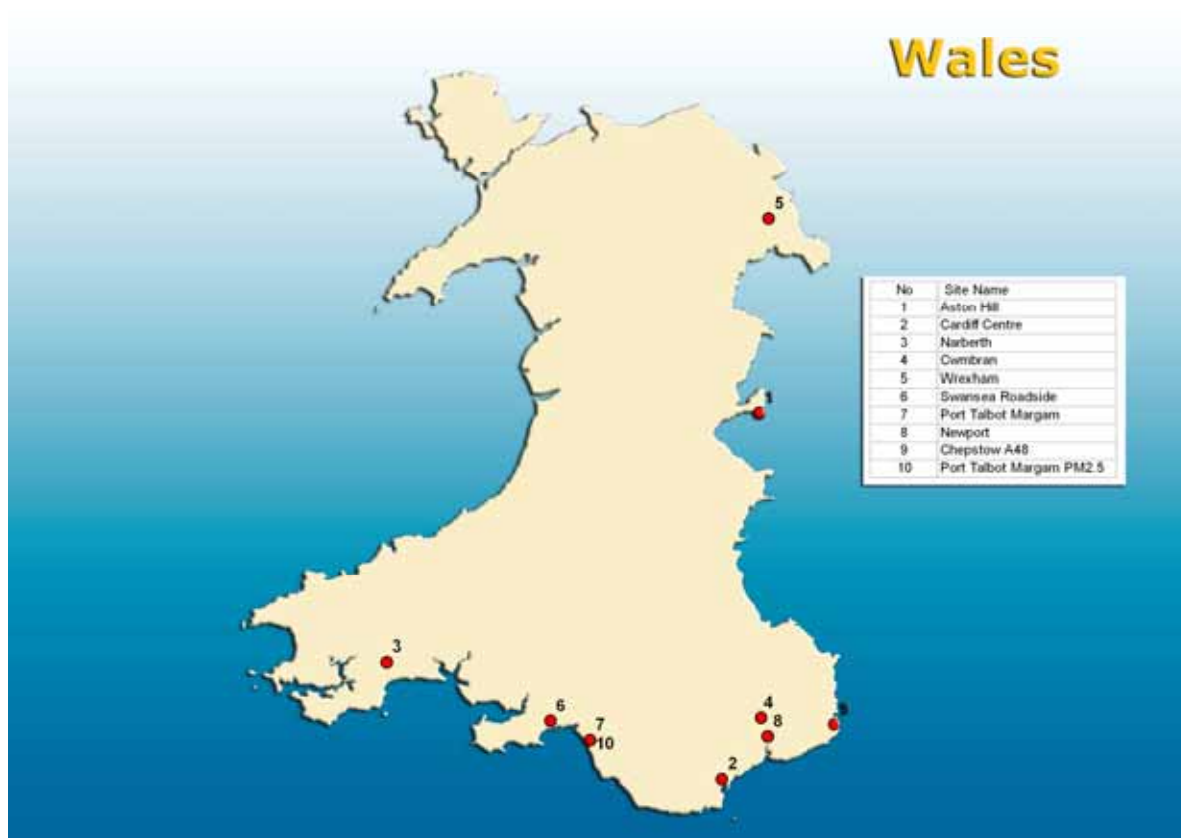 Wales
5
No Site Name
1 Aston Hill
2 Cardiff Centre
3 Narberth
4 Cwmbran
5 Wrexham
6 Swansea Roadside
7 Port Talbot Margam
8 Newport
9 Chepstow A48
10 Port Talbot Margam PM2.5
1
3
6
4
9
7
8
10
2